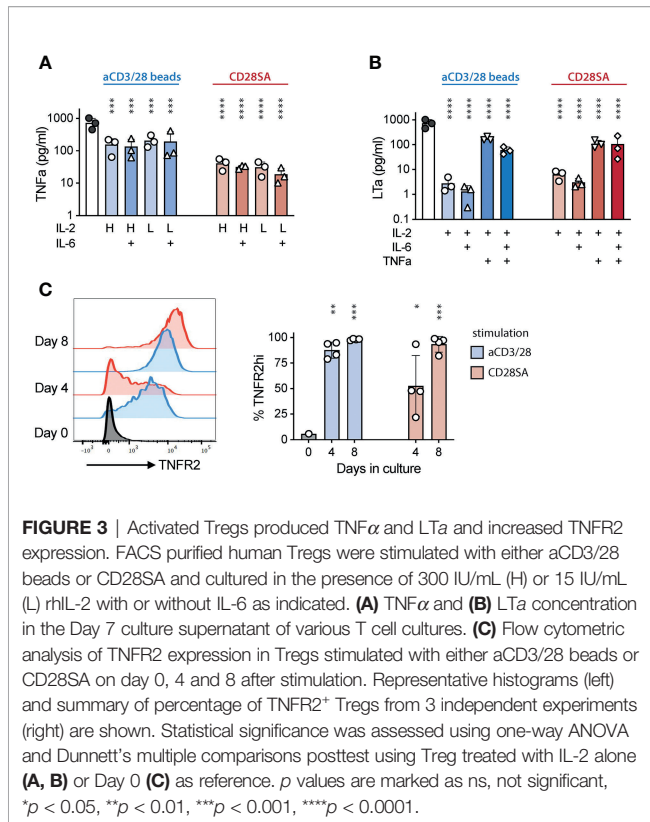 A
aCD3/28 beads
CD28SA
*** *** *** *** **** **** **** ****
TNFa (pg/ml)
1000
100
10
1
IL-2 H H L L H H L L
IL-6 + + + +
B
aCD3/28 beads
CD28SA
**** **** **** **** **** **** **** ****
LTa (pg/ml)
1000
100
10
1
0.1
IL-2 + + + + + + + +
IL-6 + + + +
TNFa + + + +
C
Day 8
Day 4
Day 0
-10³ 0 10³ 10⁴ 10⁵
TNFR2
% TNFR2hi
100
75
50
25
0
** *** * ***
0 4 8 4 8
Days in culture
stimulation
aCD3/28
CD28SA
FIGURE 3 | Activated Tregs produced TNFα and LTa and increased TNFR2
expression. FACS purified human Tregs were stimulated with either aCD3/28
beads or CD28SA and cultured in the presence of 300 IU/mL (H) or 15 IU/mL
(L) rhIL-2 with or without IL-6 as indicated. (A) TNFα and (B) LTa concentration
in the Day 7 culture supernatant of various T cell cultures. (C) Flow cytometric
analysis of TNFR2 expression in Tregs stimulated with either aCD3/28 beads or
CD28SA on day 0, 4 and 8 after stimulation. Representative histograms (left)
and summary of percentage of TNFR2⁺ Tregs from 3 independent experiments
(right) are shown. Statistical significance was assessed using one-way ANOVA
and Dunnett's multiple comparisons posttest using Treg treated with IL-2 alone
(A, B) or Day 0 (C) as reference. p values are marked as ns, not significant,
*p < 0.05, **p < 0.01, ***p < 0.001, ****p < 0.0001.